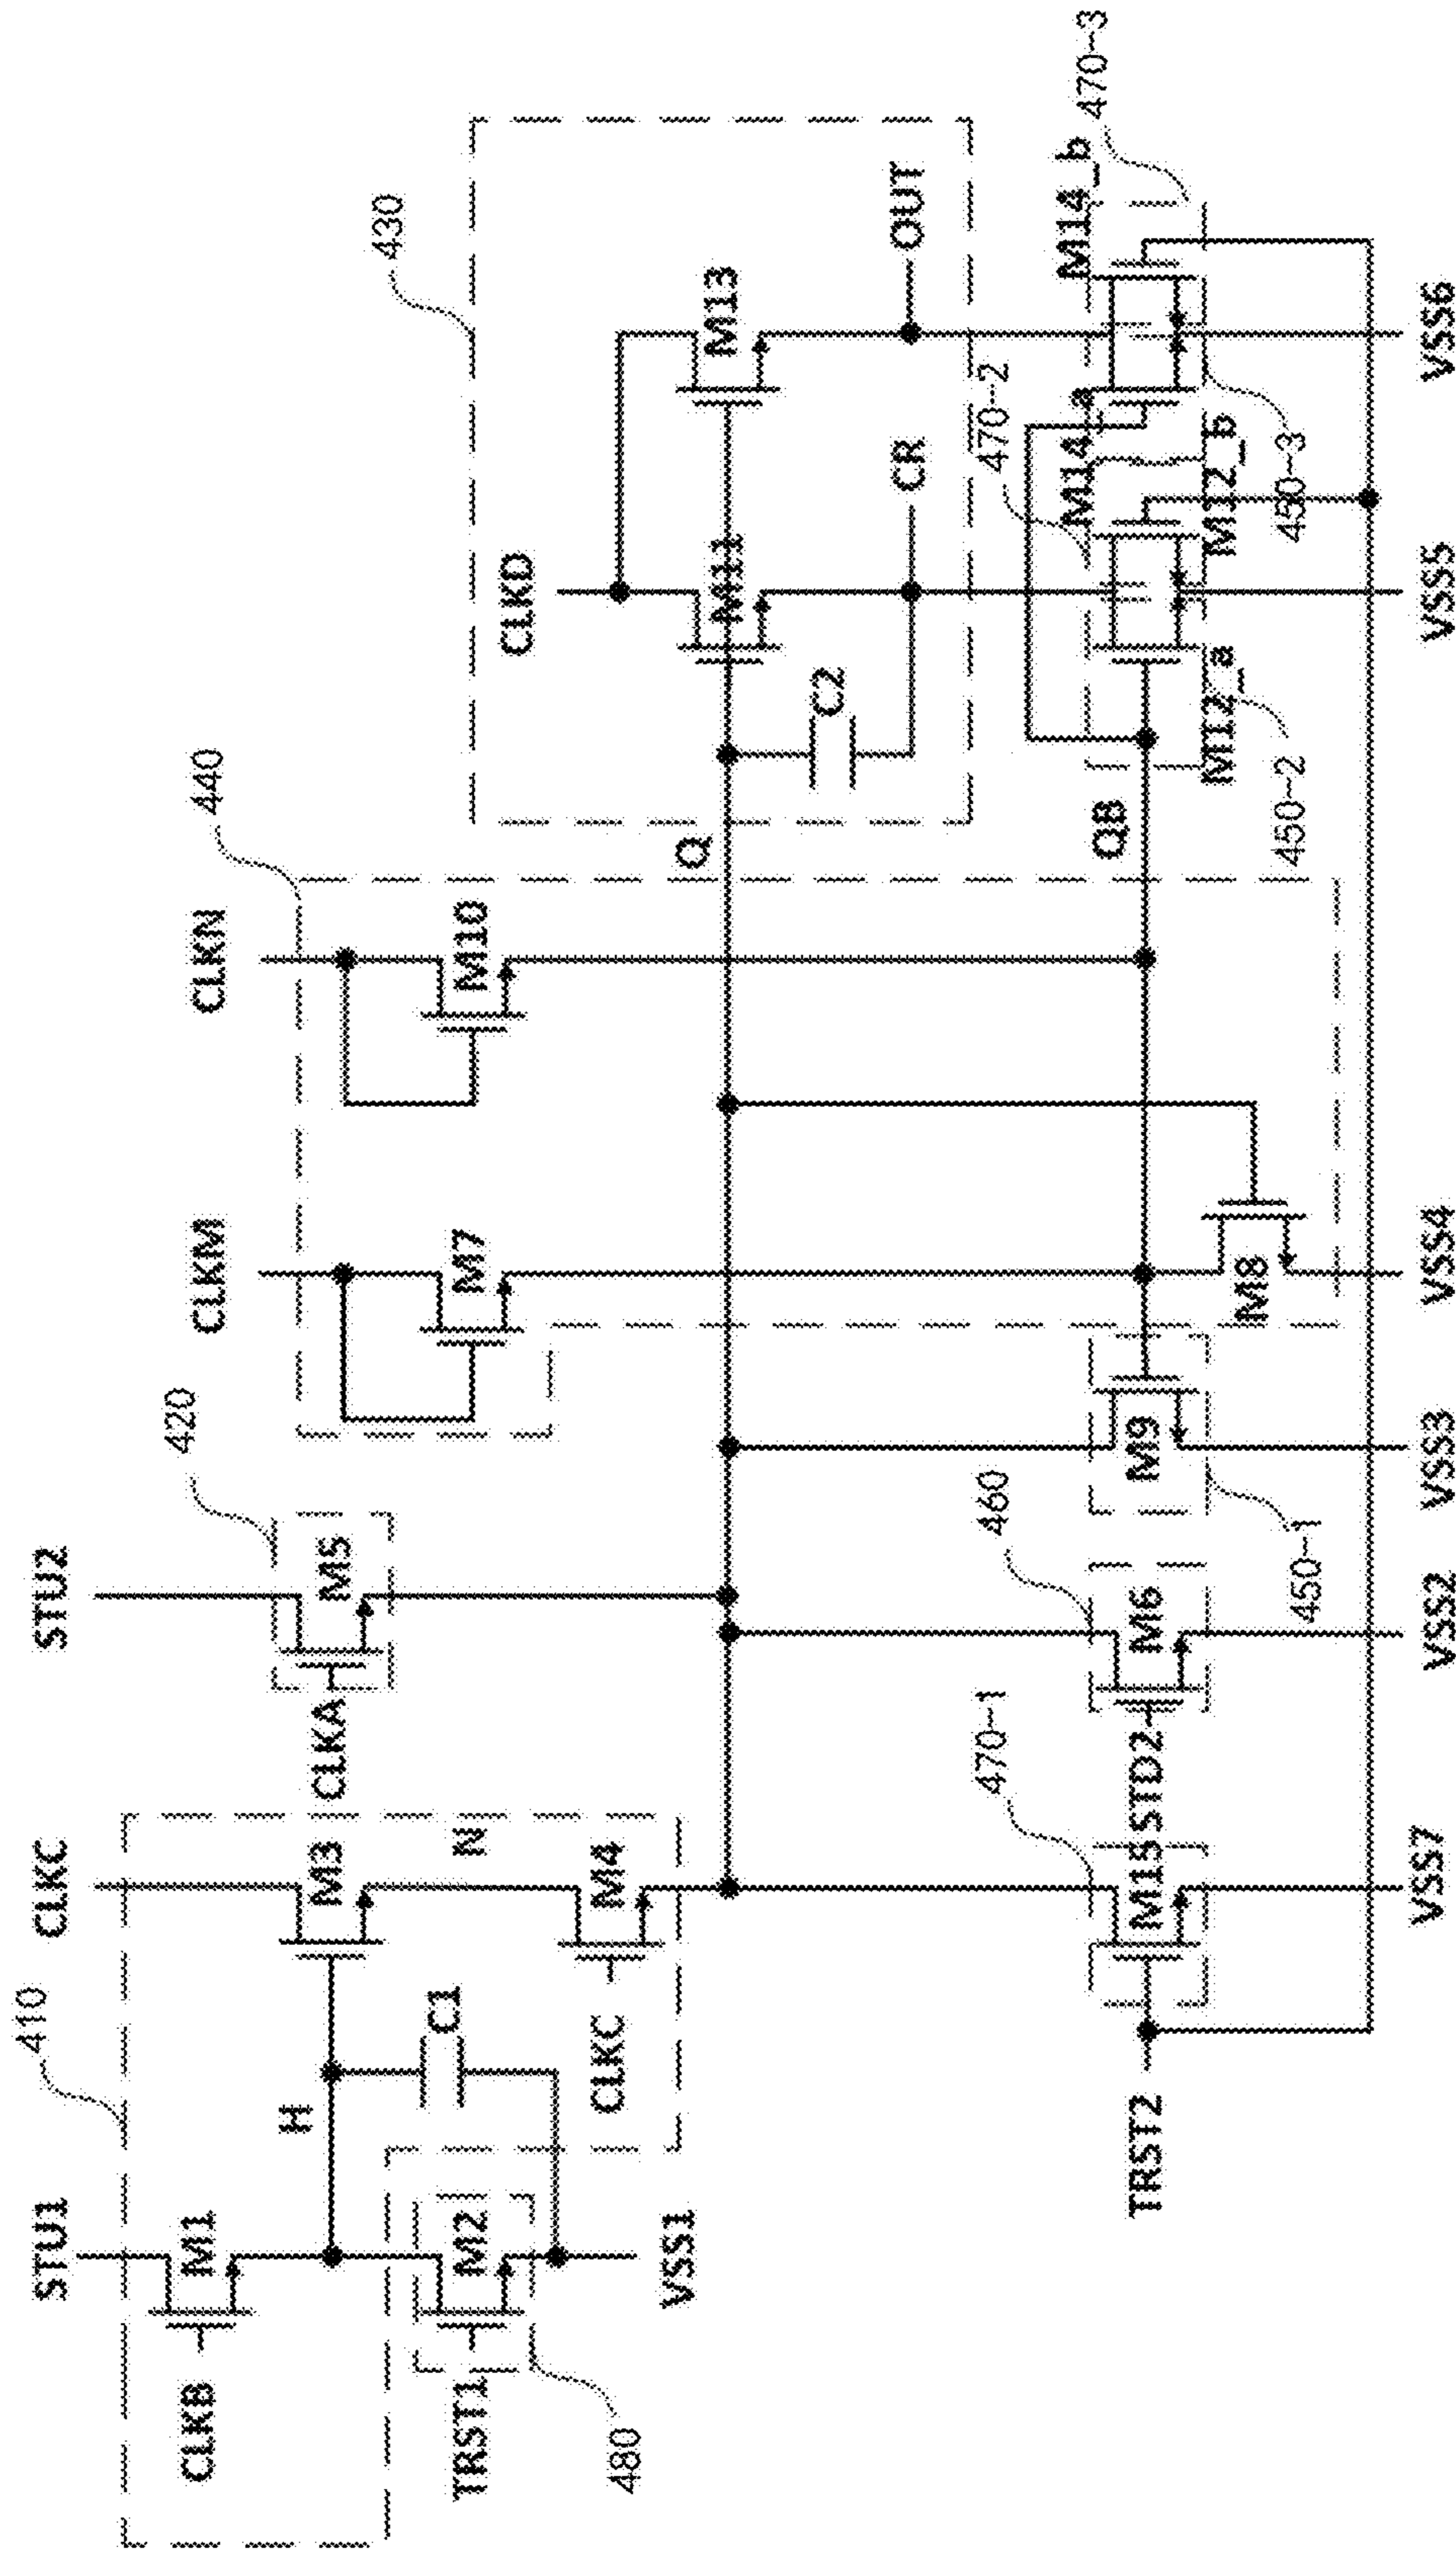 410
STU1
CLKC
STU2
420
CLKM
440
CLKN
430
CLKB
M1
H
M3
CLKA
M5
M7
M10
CLKD
TRST1
M2
C1
N
480
VSS1
CLKC
M4
Q
M11
M13
C2
CR
OUT
470-1
460
470-2
470-3
TRST2
M15
STD2
M6
M9
QB
M14_a
M14_b
M8
M12_a
M12_b
450-1
450-2
450-3
VSS7
VSS2
VSS3
VSS4
VSS5
VSS6